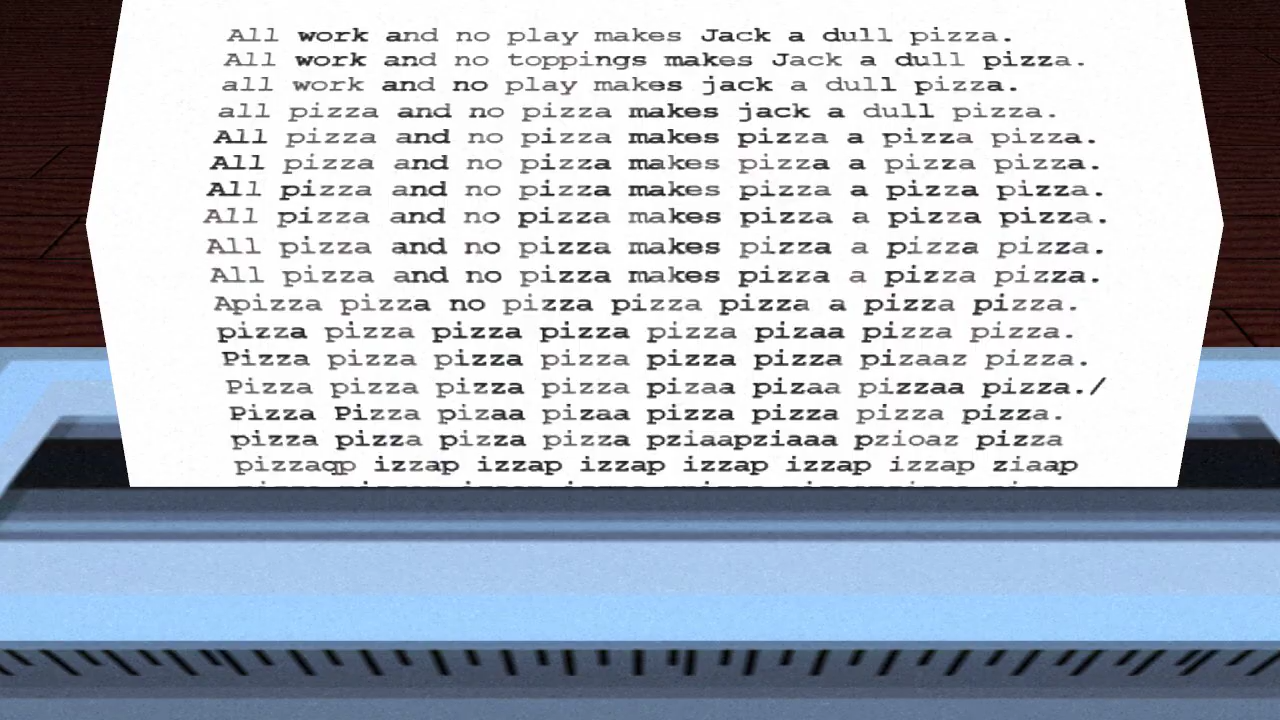 All work and no play makes Jack a dull pizza.
All work and no toppings makes Jack a dull pizza.
all work and no play makes jack a dull pizza.
all pizza and no pizza makes jack a dull pizza.
All pizza and no pizza makes pizza a pizza pizza.
All pizza and no pizza makes pizza a pizza pizza.
All pizza and no pizza makes pizza a pizza pizza.
All pizza and no pizza makes pizza a pizza pizza.
All pizza and no pizza makes pizza a pizza pizza.
All pizza and no pizza makes pizza a pizza pizza.
Apizza pizza no pizza pizza pizza a pizza pizza.
pizza pizza pizza pizza pizza pizaa pizza pizza.
Pizza pizza pizza pizza pizza pizza pizaaz pizza.
Pizza pizza pizza pizza pizaa pizaa pizzaa pizza./
Pizza Pizza pizaa pizaa pizza pizza pizza pizza.
pizza pizza pizza pizza pziaapziaaa pzioaz pizza
pizzaqp izzap izzap izzap izzap izzap izzap ziaap